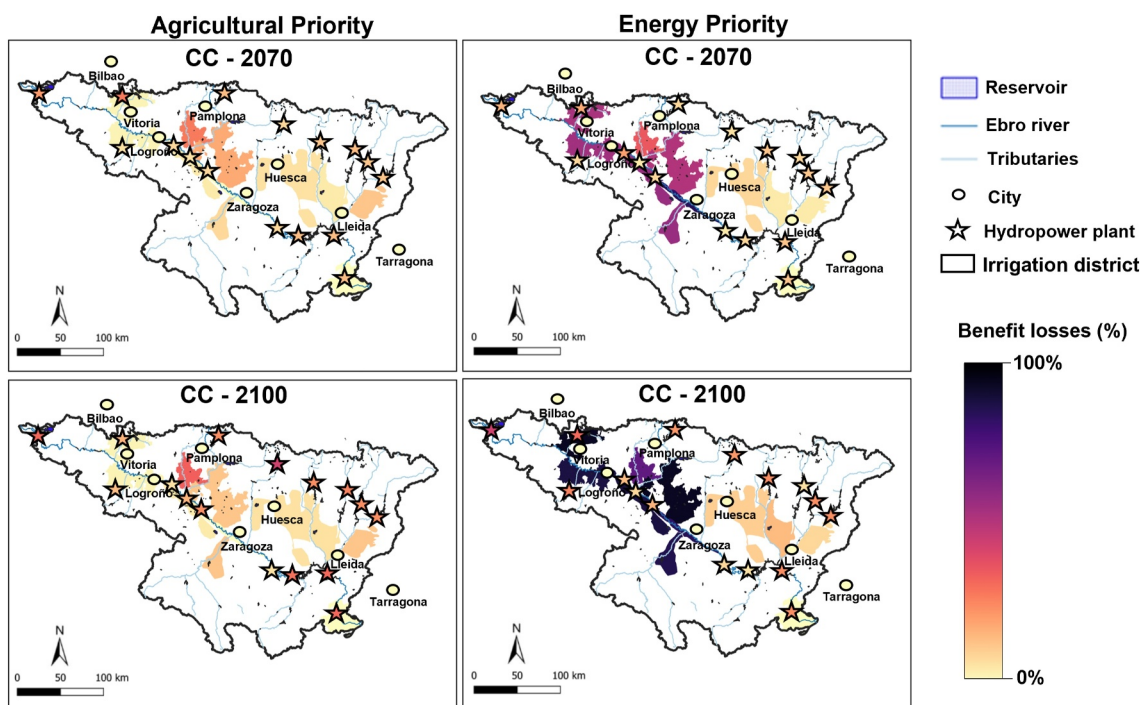 Agricultural Priority
Energy Priority
CC - 2070
Bilbao
Vitoria
Pamplona
Logroño
Huesca
Zaragoza
Lleida
Tarragona
N
0 50 100 km
CC - 2070
Bilbao
Vitoria
Pamplona
Logroño
Huesca
Zaragoza
Lleida
Tarragona
N
0 50 100 km
CC - 2100
Bilbao
Vitoria
Pamplona
Logroño
Huesca
Zaragoza
Lleida
Tarragona
N
0 50 100 km
CC - 2100
Bilbao
Vitoria
Pamplona
Logroño
Huesca
Zaragoza
Lleida
Tarragona
N
0 50 100 km
Reservoir
Ebro river
Tributaries
City
Hydropower plant
Irrigation district
Benefit losses (%)
100%
0%